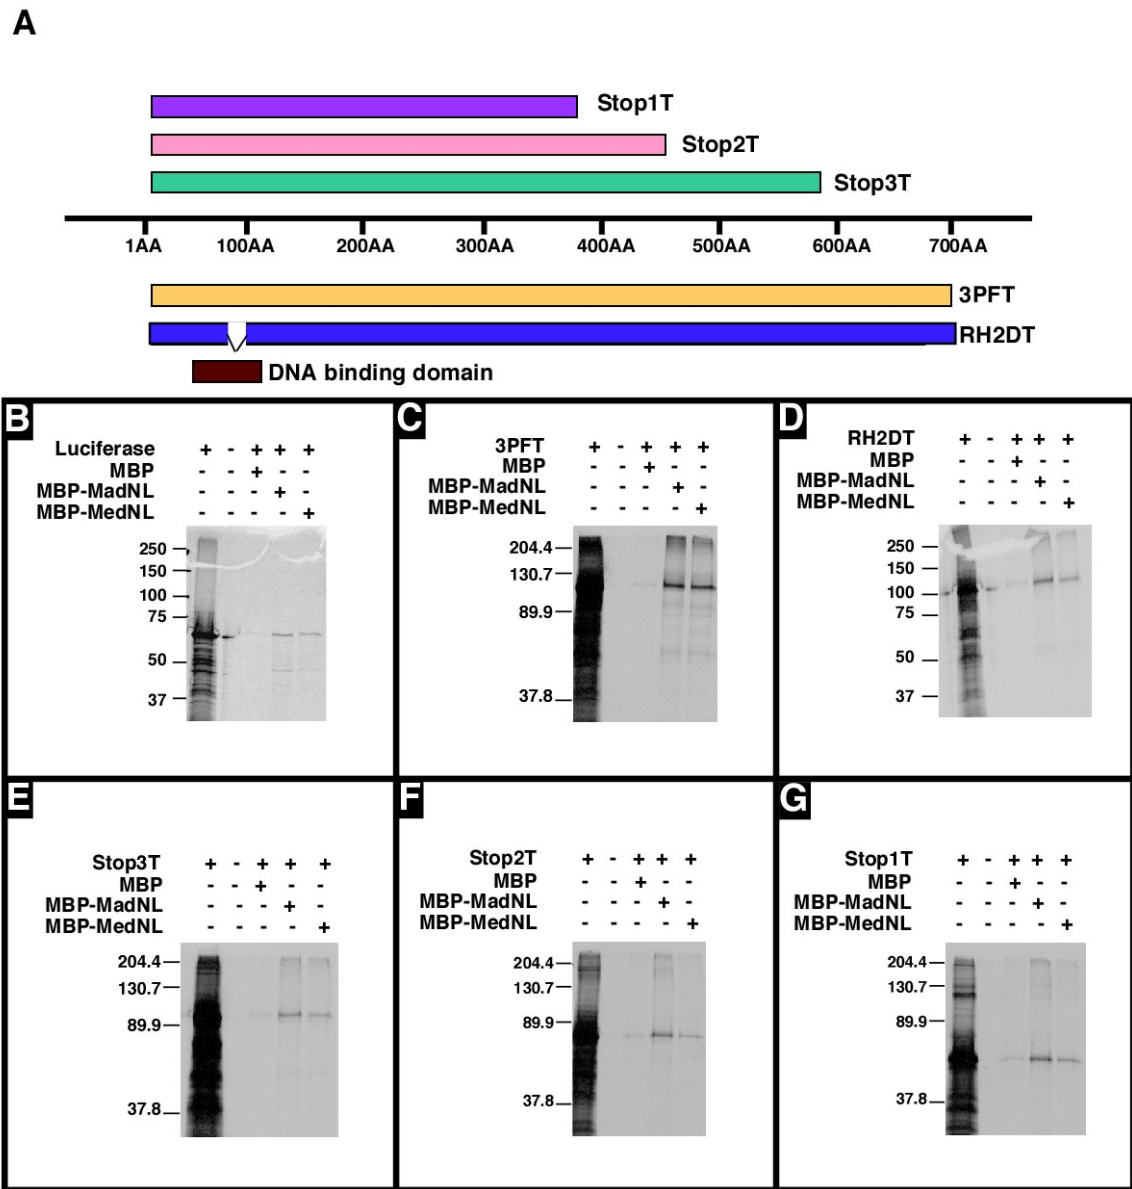 A
Stop1T
Stop2T
Stop3T
1AA 100AA 200AA 300AA 400AA 500AA 600AA 700AA
3PFT
RH2DT
DNA binding domain
B
Luciferase + - + + +
MBP - - + - -
MBP-MadNL - - - + -
MBP-MedNL - - - - +
250
150
100
75
50
37
C
3PFT + - + + +
MBP - - + - -
MBP-MadNL - - - + -
MBP-MedNL - - - - +
204.4
130.7
89.9
37.8
D
RH2DT + - + + +
MBP - - + - -
MBP-MadNL - - - + -
MBP-MedNL - - - - +
250
150
100
75
50
37
E
Stop3T + - + + +
MBP - - + - -
MBP-MadNL - - - + -
MBP-MedNL - - - - +
204.4
130.7
89.9
37.8
F
Stop2T + - + + +
MBP - - + - -
MBP-MadNL - - - + -
MBP-MedNL - - - - +
204.4
130.7
89.9
37.8
G
Stop1T + - + + +
MBP - - + - -
MBP-MadNL - - - + -
MBP-MedNL - - - - +
204.4
130.7
89.9
37.8